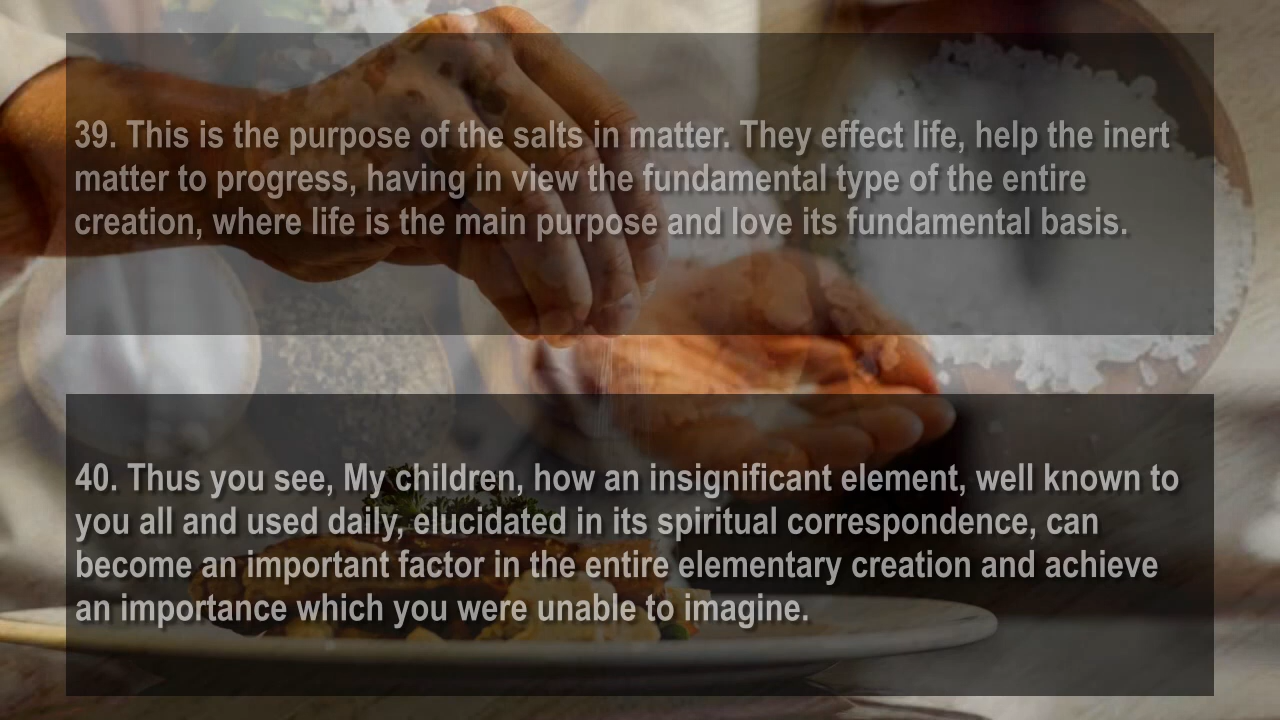 39. This is the purpose of the salts in matter. They effect life, help the inert
matter to progress, having in view the fundamental type of the entire
creation, where life is the main purpose and love its fundamental basis.
40. Thus you see, My children, how an insignificant element, well known to
you all and used daily, elucidated in its spiritual correspondence, can
become an important factor in the entire elementary creation and achieve
an importance which you were unable to imagine.